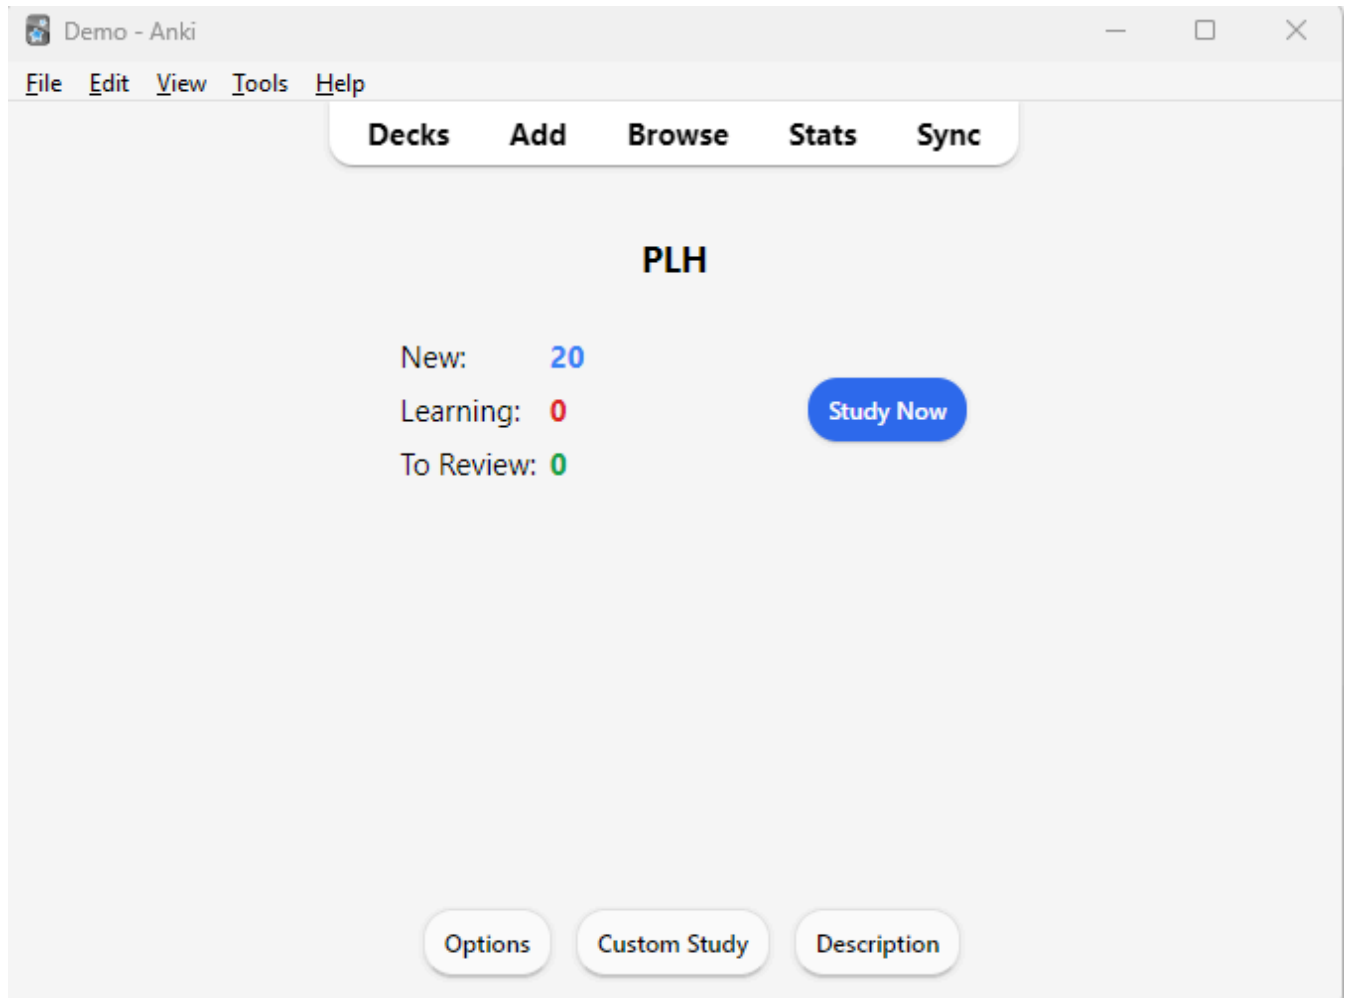 Demo - Anki
File Edit View Tools Help
Decks Add Browse Stats Sync
PLH
New: 20
Learning: 0
To Review: 0
Study Now
Options Custom Study Description